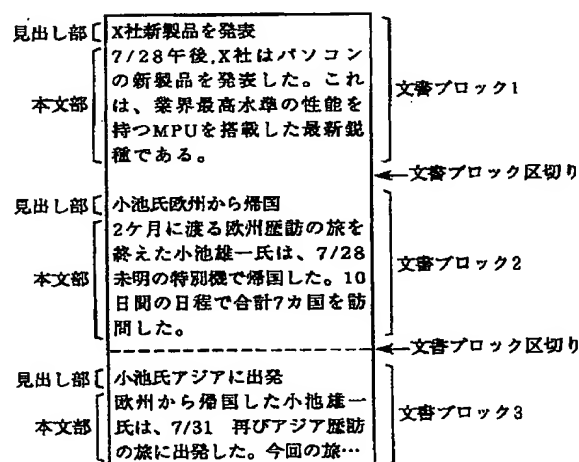 見出し部
X社新製品を発表
本文部
7/28午後,X社はパソコン
の新製品を発表した。これ
は、業界最高水準の性能を
持つMPUを搭載した最新鋭
種である。
文書ブロック1
文書ブロック区切り
見出し部
小池氏欧州から帰国
本文部
2ケ月に渡る欧州歴訪の旅を
終えた小池雄一氏は、7/28
未明の特別機で帰国した。10
日間の日程で合計7カ国を訪
問した。
文書ブロック2
文書ブロック区切り
見出し部
小池氏アジアに出発
本文部
欧州から帰国した小池雄一
氏は、7/31 再びアジア歴訪
の旅に出発した。今回の旅…
文書ブロック3